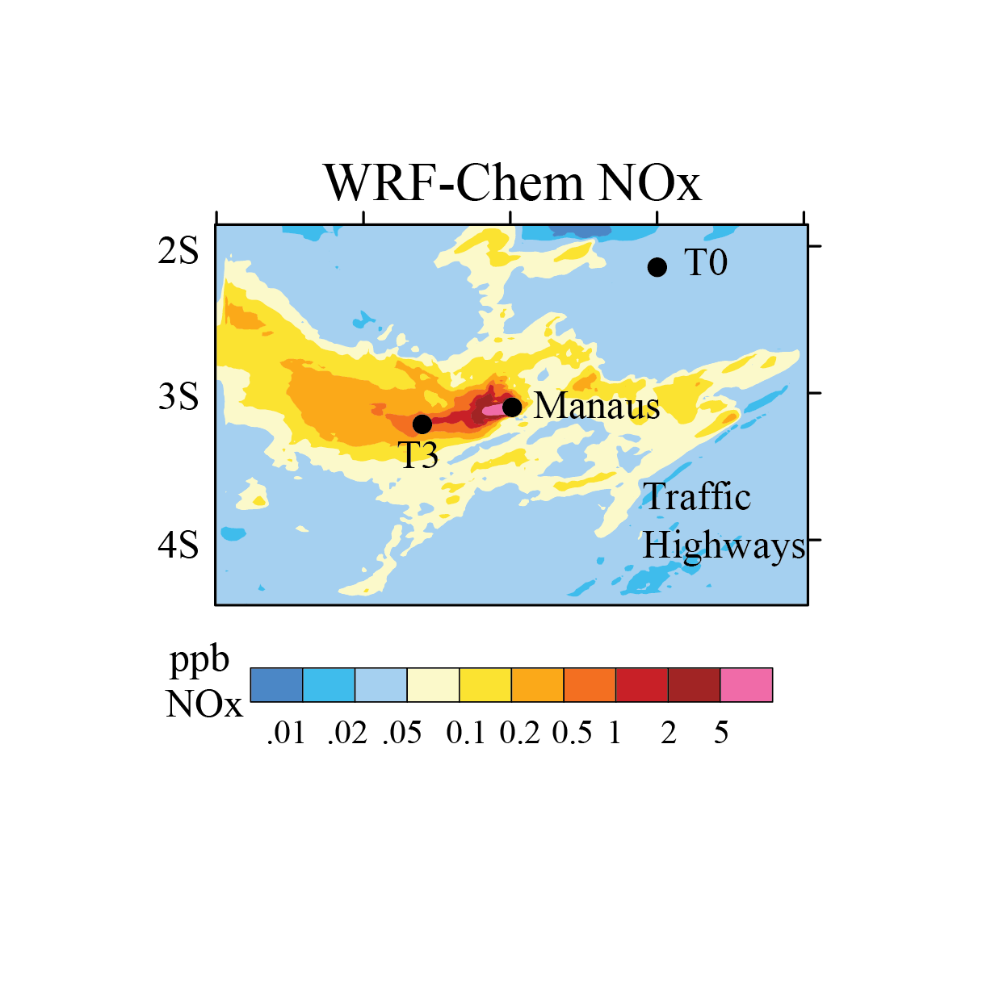 WRF-Chem NOx
2S
T0
3S
Manaus
T3
Traffic
4S
Highways
ppb
NOx
.01 .02 .05 0.1 0.2 0.5 1 2 5